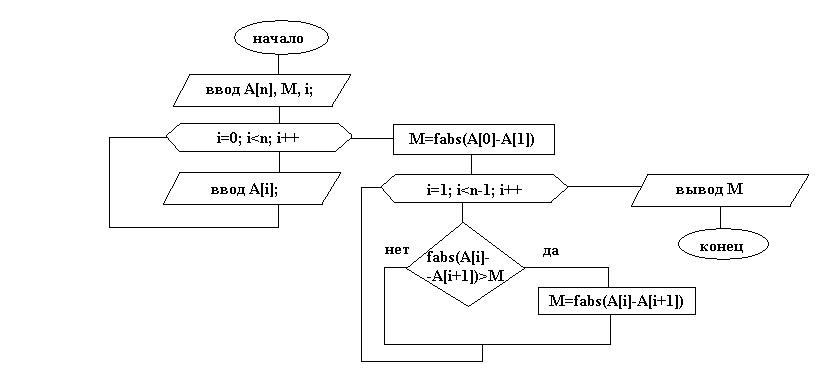 начало
ввод A[n], M, i;
i=0; i<n; i++
ввод A[i];
M=fabs(A[0]-A[1])
i=1; i<n-1; i++
вывод M
конец
нет
fabs(A[i]-
-A[i+1])>M
да
M=fabs(A[i]-A[i+1])